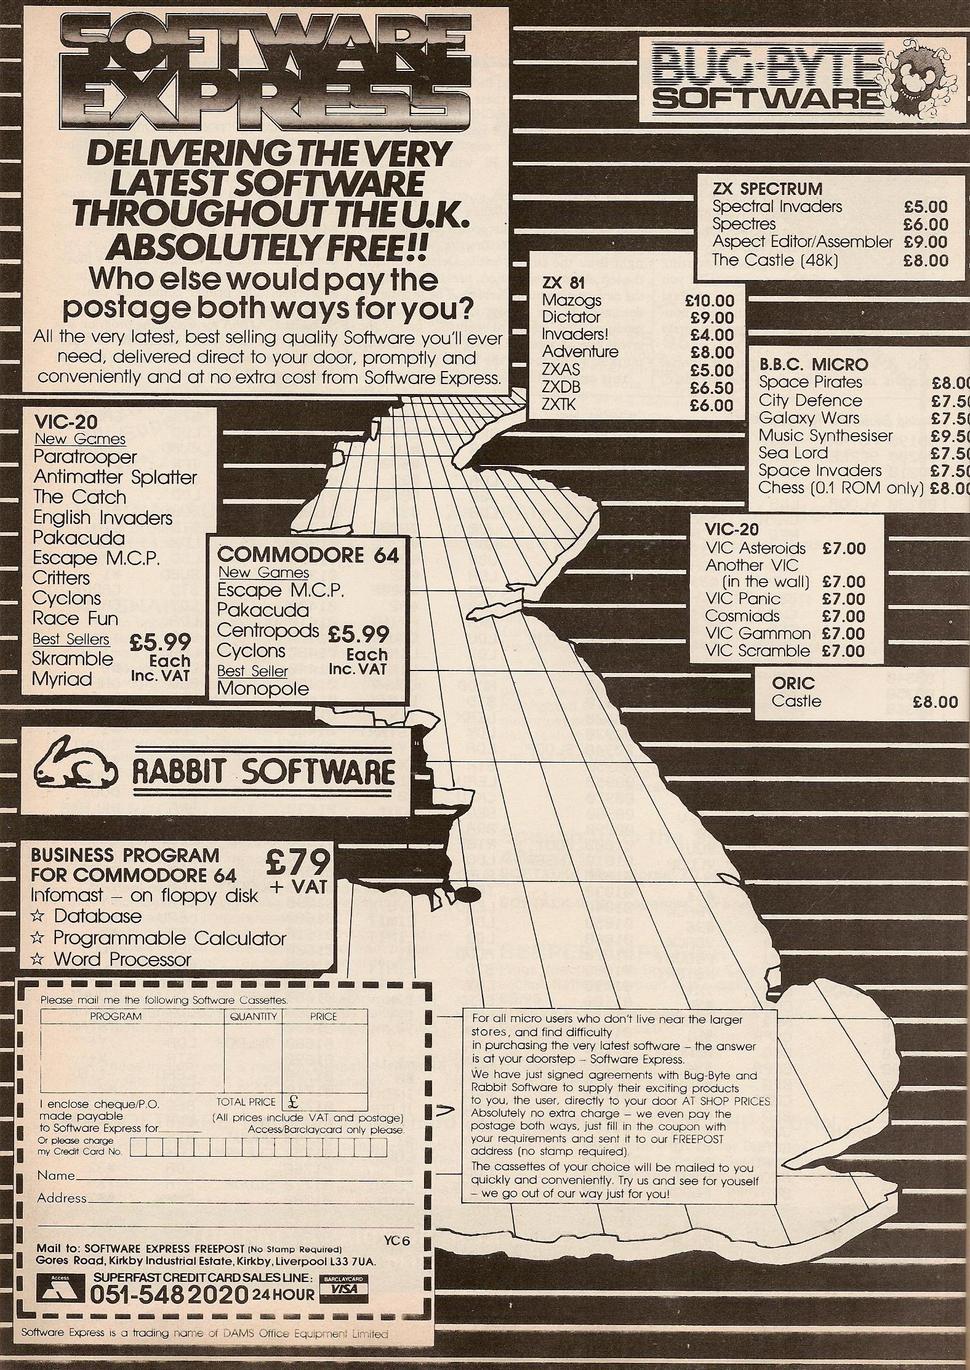 SOFTWARE
EXPRESS
DELIVERING THE VERY
LATEST SOFTWARE
THROUGHOUT THE U.K.
ABSOLUTELY FREE!!
Who else would pay the
postage both ways for you?
All the very latest, best selling quality Software you'll ever
need, delivered direct to your door, promptly and
conveniently and at no extra cost from Software Express.
BUG-BYTE
SOFTWARE
ZX SPECTRUM
Spectral Invaders £5.00
Spectres £6.00
Aspect Editor/Assembler £9.00
The Castle (48k) £8.00
ZX 81
Mazogs £10.00
Dictator £9.00
Invaders! £4.00
Adventure £8.00
ZXAS £5.00
ZXDB £6.50
ZXTK £6.00
B.B.C. MICRO
Space Pirates £8.00
City Defence £7.50
Galaxy Wars £7.50
Music Synthesiser £9.50
Sea Lord £7.50
Space Invaders £7.50
Chess (0.1 ROM only) £8.00
VIC-20
VIC Asteroids £7.00
Another VIC
(in the wall) £7.00
VIC Panic £7.00
Cosmiads £7.00
VIC Gammon £7.00
VIC Scramble £7.00
ORIC
Castle £8.00
VIC-20
New Games
Paratrooper
Antimatter Splatter
The Catch
English Invaders
Pakacuda
Escape M.C.P.
Critters
Cyclons
Race Fun
Best Sellers £5.99
Skramble Each
Myriad Inc. VAT
COMMODORE 64
New Games
Escape M.C.P.
Pakacuda
Centropods £5.99
Cyclons Each
Best Seller Inc. VAT
Monopole
RABBIT SOFTWARE
BUSINESS PROGRAM £79
FOR COMMODORE 64 + VAT
Infomast – on floppy disk
☆ Database
☆ Programmable Calculator
☆ Word Processor
Please mail me the following Software Cassettes.
PROGRAM QUANTITY PRICE
TOTAL PRICE £
I enclose cheque/P.O.
made payable (All prices include VAT and postage)
to Software Express for Access/Barclaycard only please.
Or please charge
my Credit Card No.
Name
Address
YC6
Mail to: SOFTWARE EXPRESS FREEPOST (No Stamp Required)
Gores Road, Kirkby Industrial Estate, Kirkby, Liverpool L33 7UA.
Access
SUPERFAST CREDIT CARD SALES LINE:
051-548 2020 24 HOUR
BARCLAYCARD
VISA
Software Express is a trading name of DAMS Office Equipment Limited
For all micro users who don't live near the larger
stores, and find difficulty
in purchasing the very latest software – the answer
is at your doorstep – Software Express.
We have just signed agreements with Bug-Byte and
Rabbit Software to supply their exciting products
to you, the user, directly to your door AT SHOP PRICES
Absolutely no extra charge – we even pay the
postage both ways, just fill in the coupon with
your requirements and sent it to our FREEPOST
address (no stamp required).
The cassettes of your choice will be mailed to you
quickly and conveniently. Try us and see for youself
– we go out of our way just for you!